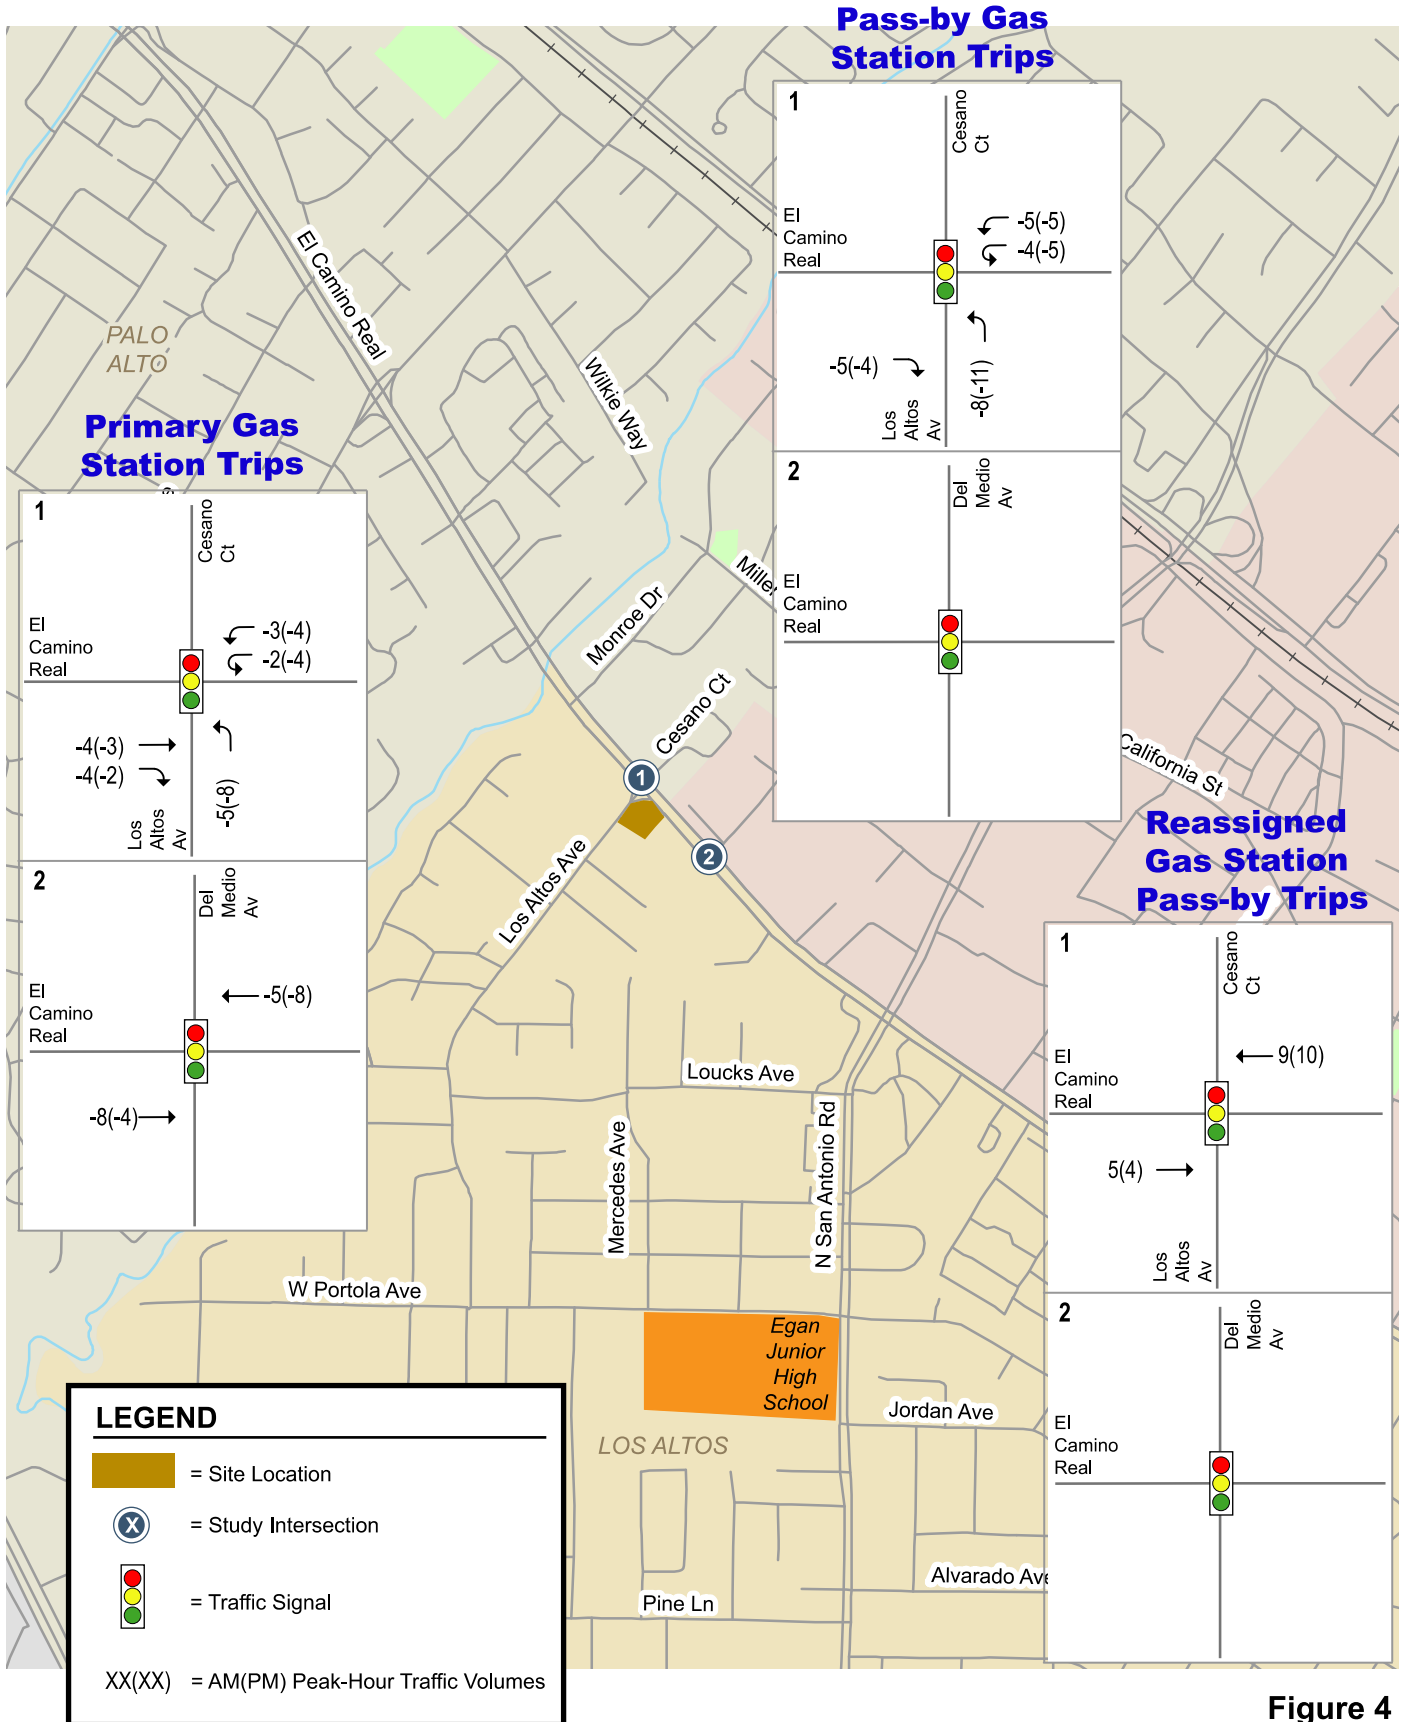 Pass-by Gas
Station Trips
1
Cesano
Ct
El
Camino
Real
-5(-5)
-4(-5)
-5(-4)
-8(-11)
Los
Altos
Av
2
Del
Medio
Av
El
Camino
Real
El Camino Real
PALO
ALTO
Wilkie Way
Primary Gas
Station Trips
1
Cesano
Ct
El
Camino
Real
-3(-4)
-2(-4)
-4(-3)
-4(-2)
-5(-8)
Los
Altos
Av
2
Del
Medio
Av
El
Camino
Real
-5(-8)
-8(-4)
Monroe Dr
Miller
Cesano Ct
1
2
California St
Los Altos Ave
Reassigned
Gas Station
Pass-by Trips
1
Cesano
Ct
El
Camino
Real
9(10)
5(4)
Los
Altos
Av
2
Del
Medio
Av
El
Camino
Real
Loucks Ave
Mercedes Ave
N San Antonio Rd
W Portola Ave
Egan
Junior
High
School
Jordan Ave
LOS ALTOS
Alvarado Ave
Pine Ln
LEGEND
= Site Location
X = Study Intersection
= Traffic Signal
XX(XX) = AM(PM) Peak-Hour Traffic Volumes
Figure 4